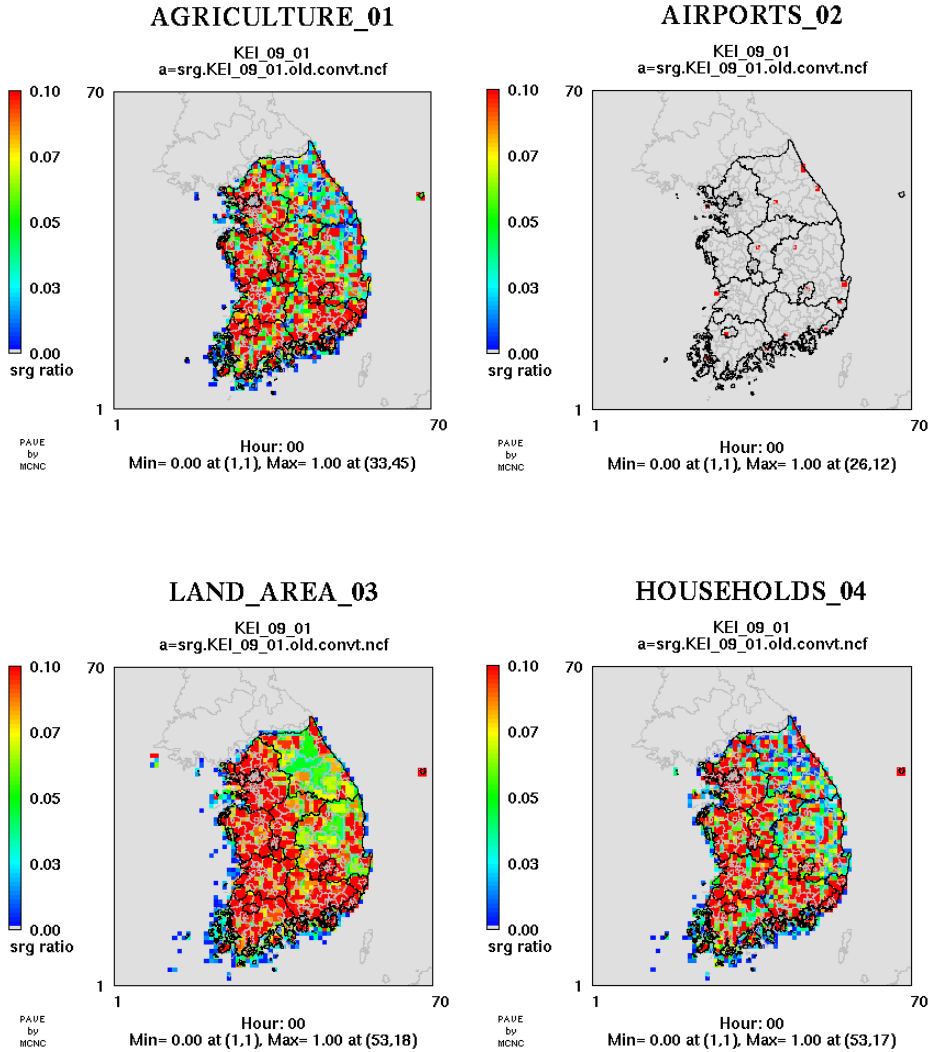 AGRICULTURE_01
KEI_09_01
a=srg.KEI_09_01.old.convt.ncf
0.10
0.07
0.05
0.03
0.00
srg ratio
70
1
1
70
PAVE
by
MCNC
Hour: 00
Min= 0.00 at (1,1), Max= 1.00 at (33,45)
AIRPORTS_02
KEI_09_01
a=srg.KEI_09_01.old.convt.ncf
0.10
0.07
0.05
0.03
0.00
srg ratio
70
1
1
70
PAVE
by
MCNC
Hour: 00
Min= 0.00 at (1,1), Max= 1.00 at (26,12)
LAND_AREA_03
KEI_09_01
a=srg.KEI_09_01.old.convt.ncf
0.10
0.07
0.05
0.03
0.00
srg ratio
70
1
1
70
PAVE
by
MCNC
Hour: 00
Min= 0.00 at (1,1), Max= 1.00 at (53,18)
HOUSEHOLDS_04
KEI_09_01
a=srg.KEI_09_01.old.convt.ncf
0.10
0.07
0.05
0.03
0.00
srg ratio
70
1
1
70
PAVE
by
MCNC
Hour: 00
Min= 0.00 at (1,1), Max= 1.00 at (53,17)